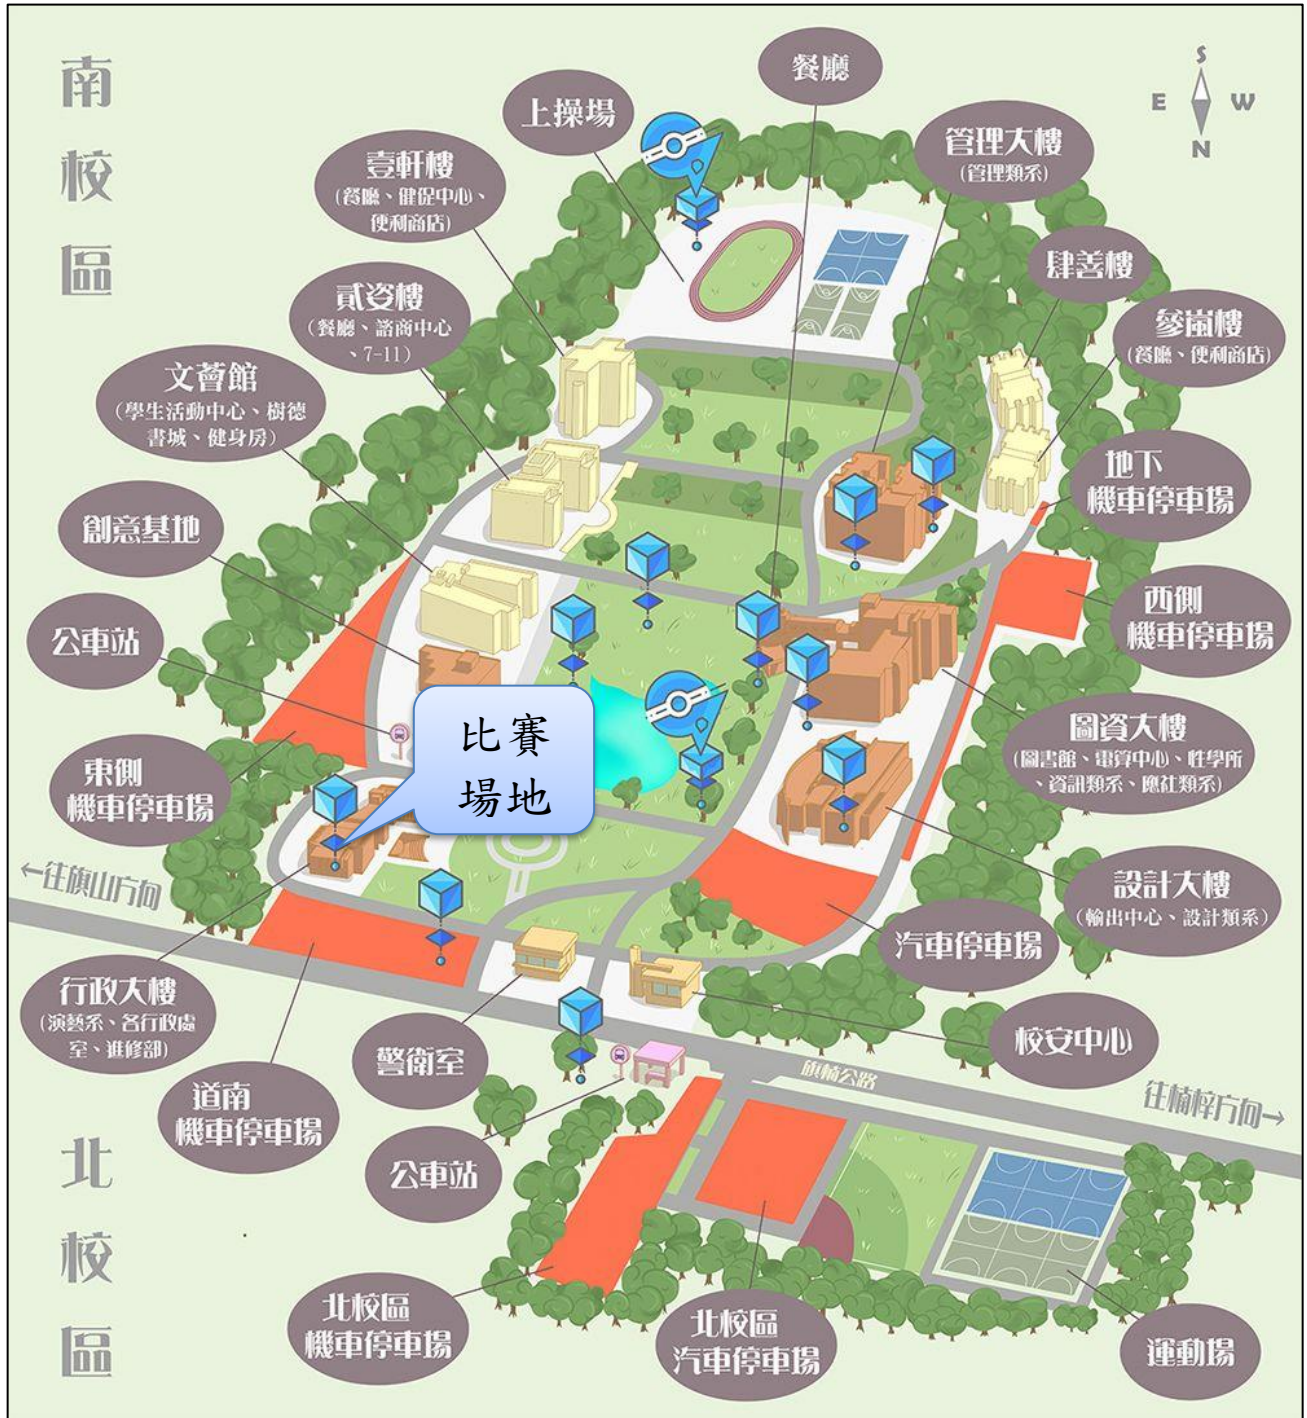 南
校
區
餐廳
S
E W
N
上操場
管理大樓
(管理類系)
壹軒樓
(餐廳、健促中心、
便利商店)
肆善樓
貳姿樓
(餐廳、諮商中心
、7-11)
參嵐樓
(餐廳、便利商店)
文薈館
(學生活動中心、樹德
書城、健身房)
地下
機車停車場
創意基地
西側
機車停車場
公車站
比賽
場地
圖資大樓
(圖書館、電算中心、性學所
、資訊類系、應社類系)
東側
機車停車場
←往旗山方向
設計大樓
(輸出中心、設計類系)
汽車停車場
行政大樓
(演藝系、各行政處
室、進修部)
校安中心
警衛室
旗楠公路
道南
機車停車場
往楠梓方向→
公車站
北
校
區
北校區
機車停車場
北校區
汽車停車場
運動場